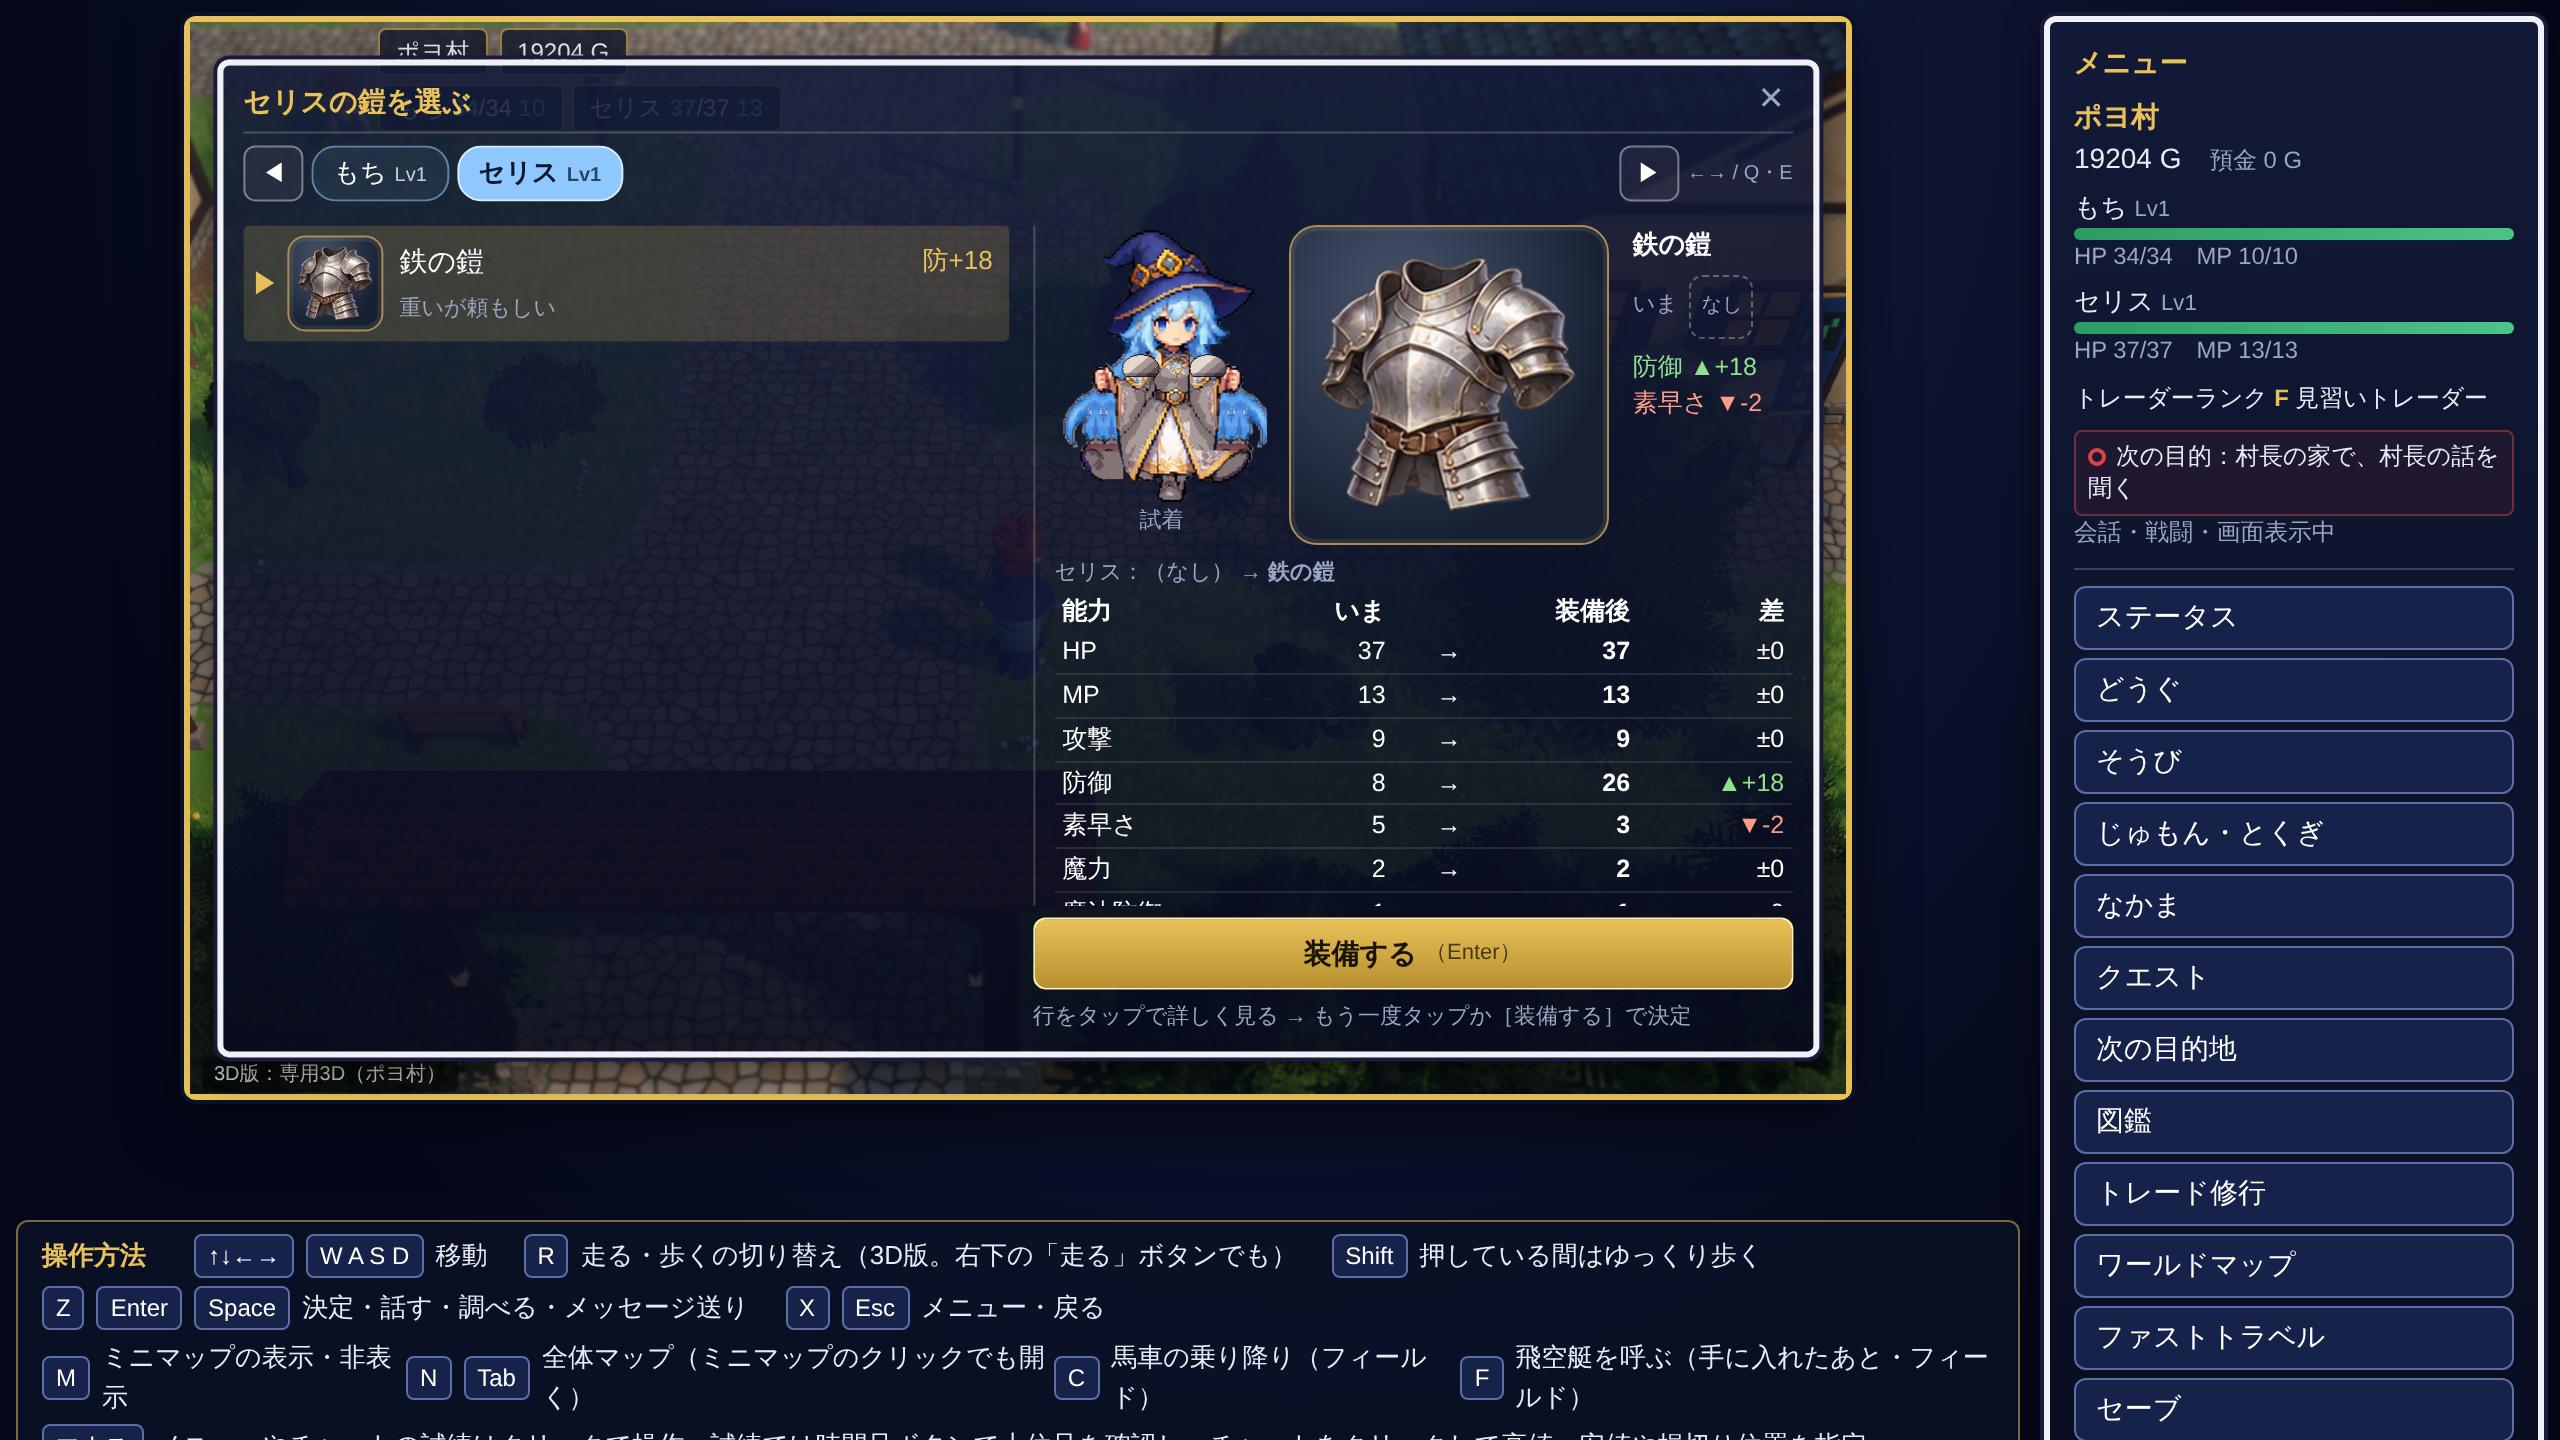 ポヨ村 19204 G
セリスの鎧を選ぶ
/34 10 セリス 37/37 13
×
◀ もち Lv1 セリス Lv1 ▶ ←→ / Q・E
鉄の鎧 防+18
重いが頼もしい
試着
鉄の鎧
いま なし
防御 ▲+18
素早さ ▼-2
セリス：（なし） → 鉄の鎧
能力 いま 装備後 差
HP 37 → 37 ±0
MP 13 → 13 ±0
攻撃 9 → 9 ±0
防御 8 → 26 ▲+18
素早さ 5 → 3 ▼-2
魔力 2 → 2 ±0
装備する （Enter）
行をタップで詳しく見る → もう一度タップか［装備する］で決定
3D版：専用3D（ポヨ村）
メニュー
ポヨ村
19204 G 預金 0 G
もち Lv1
HP 34/34 MP 10/10
セリス Lv1
HP 37/37 MP 13/13
トレーダーランク F 見習いトレーダー
次の目的：村長の家で、村長の話を
聞く
会話・戦闘・画面表示中
ステータス
どうぐ
そうび
じゅもん・とくぎ
なかま
クエスト
次の目的地
図鑑
トレード修行
ワールドマップ
ファストトラベル
セーブ
操作方法 ↑↓←→ W A S D 移動 R 走る・歩くの切り替え（3D版。右下の「走る」ボタンでも） Shift 押している間はゆっくり歩く
Z Enter Space 決定・話す・調べる・メッセージ送り X Esc メニュー・戻る
M ミニマップの表示・非表
示
N Tab 全体マップ（ミニマップのクリックでも開
く）
C 馬車の乗り降り（フィール
ド）
F 飛空艇を呼ぶ（手に入れたあと・フィー
ルド）